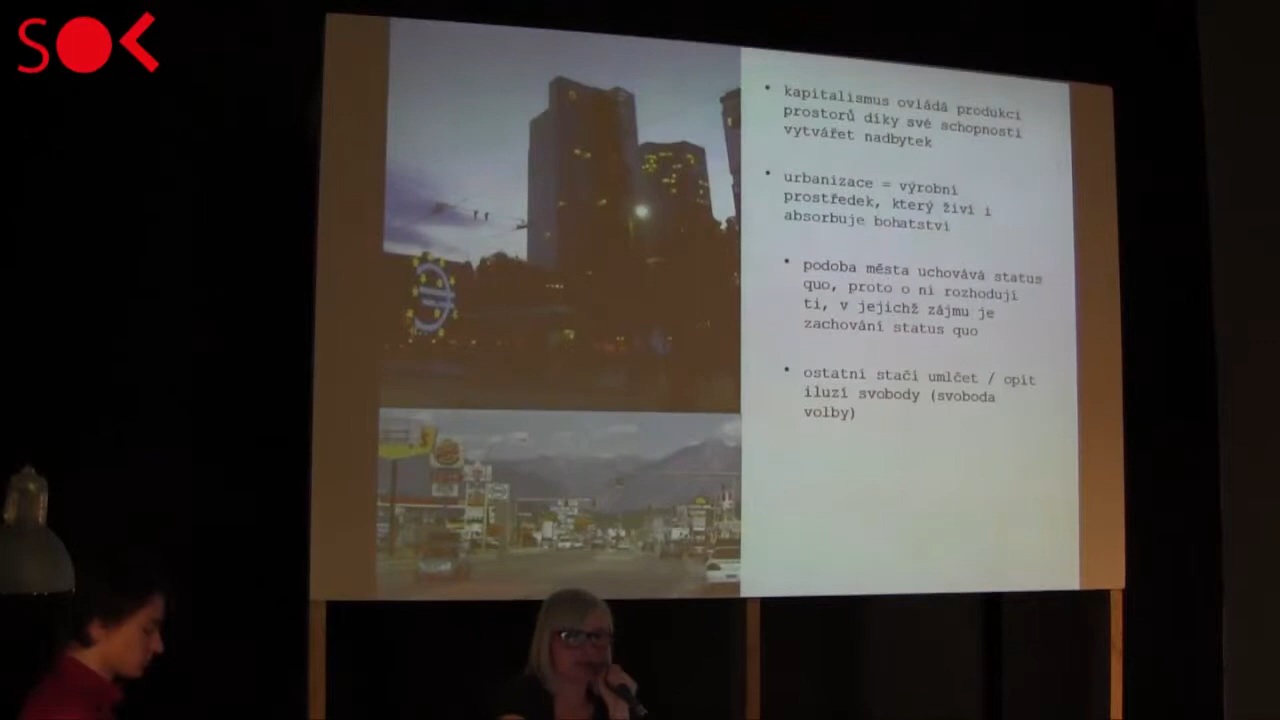 SOK
• kapitalismus ovládá produkci
prostorů díky své schopnosti
vytvářet nadbytek
• urbanizace = výrobní
prostředek, který živí i
absorbuje bohatství
• podoba města uchovává status
quo, proto o ní rozhodují
ti, v jejichž zájmu je
zachování status quo
• ostatní stačí umlčet / opít
iluzí svobody (svoboda
volby)